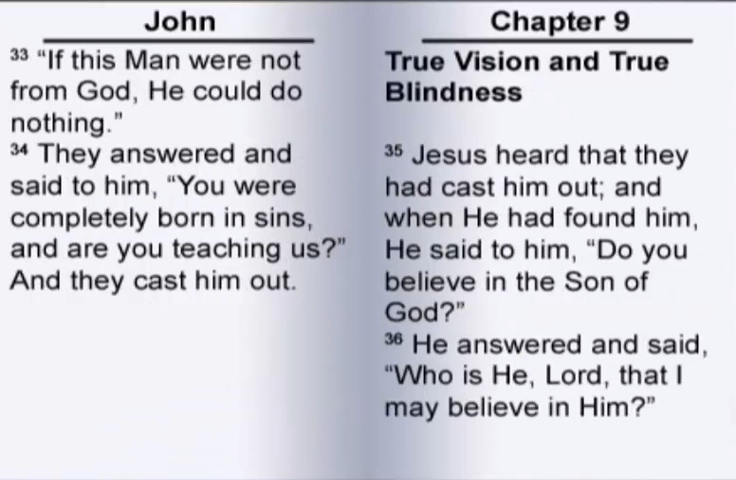 John
³³ “If this Man were not
from God, He could do
nothing.”
³⁴ They answered and
said to him, “You were
completely born in sins,
and are you teaching us?”
And they cast him out.
Chapter 9
True Vision and True
Blindness
³⁵ Jesus heard that they
had cast him out; and
when He had found him,
He said to him, “Do you
believe in the Son of
God?”
³⁶ He answered and said,
“Who is He, Lord, that I
may believe in Him?”